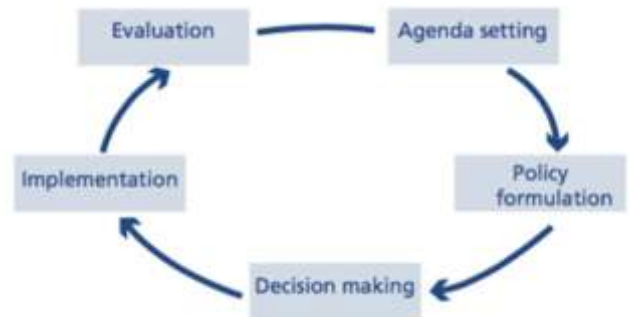 Evaluation
Agenda setting
Implementation
Policy
formulation
Decision making